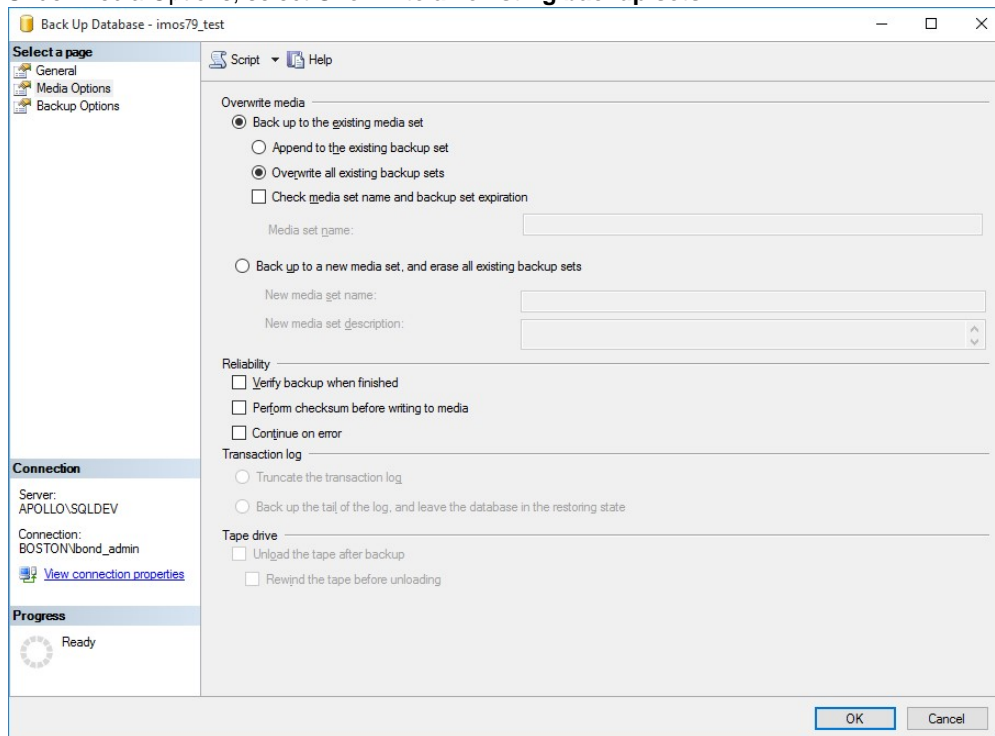 Back Up Database - imos79_test
Select a page
General
Media Options
Backup Options
Script
Help
Overwrite media
Back up to the existing media set
Append to the existing backup set
Overwrite all existing backup sets
Check media set name and backup set expiration
Media set name:
Back up to a new media set, and erase all existing backup sets
New media set name:
New media set description:
Reliability
Verify backup when finished
Perform checksum before writing to media
Continue on error
Transaction log
Truncate the transaction log
Back up the tail of the log, and leave the database in the restoring state
Tape drive
Unload the tape after backup
Rewind the tape before unloading
Connection
Server:
APOLLO\SQLDEV
Connection:
BOSTON\lbond_admin
View connection properties
Progress
Ready
OK
Cancel